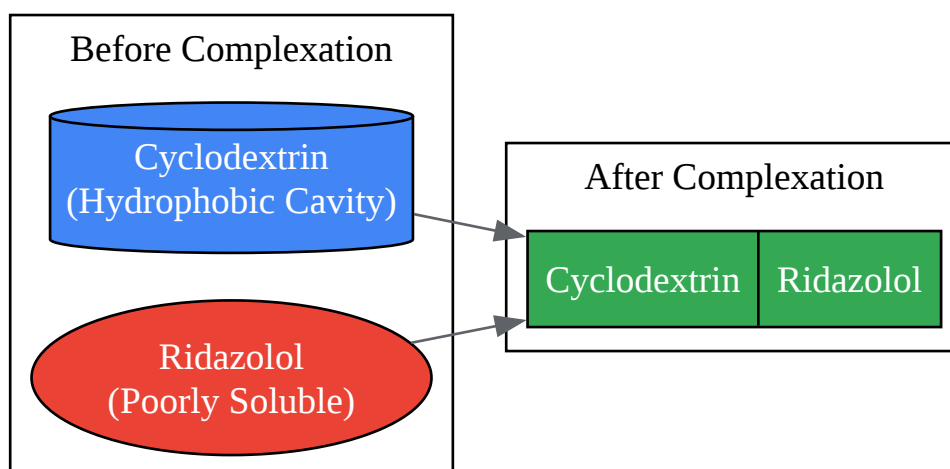 Before Complexation
Cyclodextrin
(Hydrophobic Cavity)
Ridazolol
(Poorly Soluble)
After Complexation
Cyclodextrin
Ridazolol